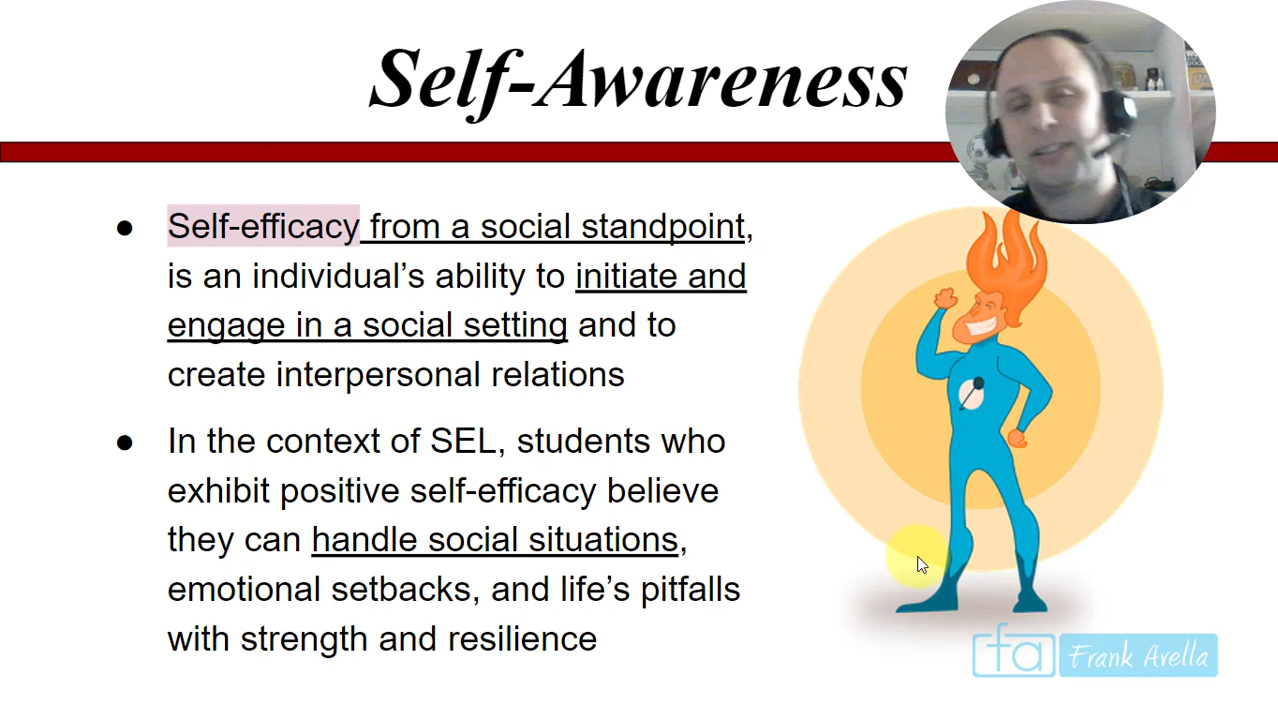 Self-Awareness
● Self-efficacy from a social standpoint,
is an individual’s ability to initiate and
engage in a social setting and to
create interpersonal relations
● In the context of SEL, students who
exhibit positive self-efficacy believe
they can handle social situations,
emotional setbacks, and life’s pitfalls
with strength and resilience
fa Frank Avella